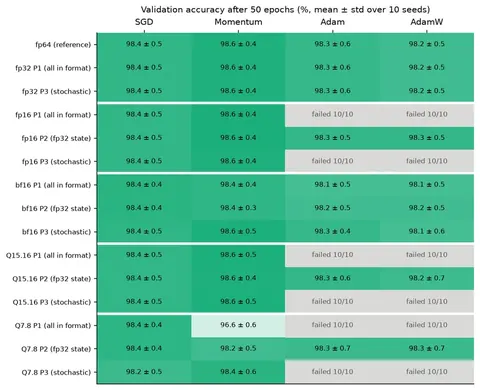 Validation accuracy after 50 epochs (%, mean ± std over 10 seeds)
SGD Momentum Adam AdamW
fp64 (reference) 98.4 ± 0.5 98.6 ± 0.4 98.3 ± 0.6 98.2 ± 0.5
fp32 P1 (all in format) 98.4 ± 0.5 98.6 ± 0.4 98.3 ± 0.6 98.2 ± 0.5
fp32 P3 (stochastic) 98.4 ± 0.5 98.6 ± 0.4 98.3 ± 0.6 98.2 ± 0.5
fp16 P1 (all in format) 98.4 ± 0.5 98.6 ± 0.4 failed 10/10 failed 10/10
fp16 P2 (fp32 state) 98.4 ± 0.5 98.6 ± 0.4 98.3 ± 0.5 98.3 ± 0.5
fp16 P3 (stochastic) 98.4 ± 0.5 98.6 ± 0.4 failed 10/10 failed 10/10
bf16 P1 (all in format) 98.4 ± 0.4 98.4 ± 0.4 98.1 ± 0.5 98.1 ± 0.5
bf16 P2 (fp32 state) 98.4 ± 0.4 98.4 ± 0.3 98.2 ± 0.5 98.2 ± 0.5
bf16 P3 (stochastic) 98.4 ± 0.5 98.6 ± 0.5 98.3 ± 0.4 98.1 ± 0.6
Q15.16 P1 (all in format) 98.4 ± 0.5 98.6 ± 0.5 failed 10/10 failed 10/10
Q15.16 P2 (fp32 state) 98.4 ± 0.5 98.6 ± 0.4 98.3 ± 0.6 98.2 ± 0.7
Q15.16 P3 (stochastic) 98.4 ± 0.5 98.6 ± 0.5 failed 10/10 failed 10/10
Q7.8 P1 (all in format) 98.4 ± 0.4 96.6 ± 0.6 failed 10/10 failed 10/10
Q7.8 P2 (fp32 state) 98.4 ± 0.4 98.2 ± 0.5 98.3 ± 0.7 98.3 ± 0.7
Q7.8 P3 (stochastic) 98.2 ± 0.5 98.4 ± 0.6 failed 10/10 failed 10/10